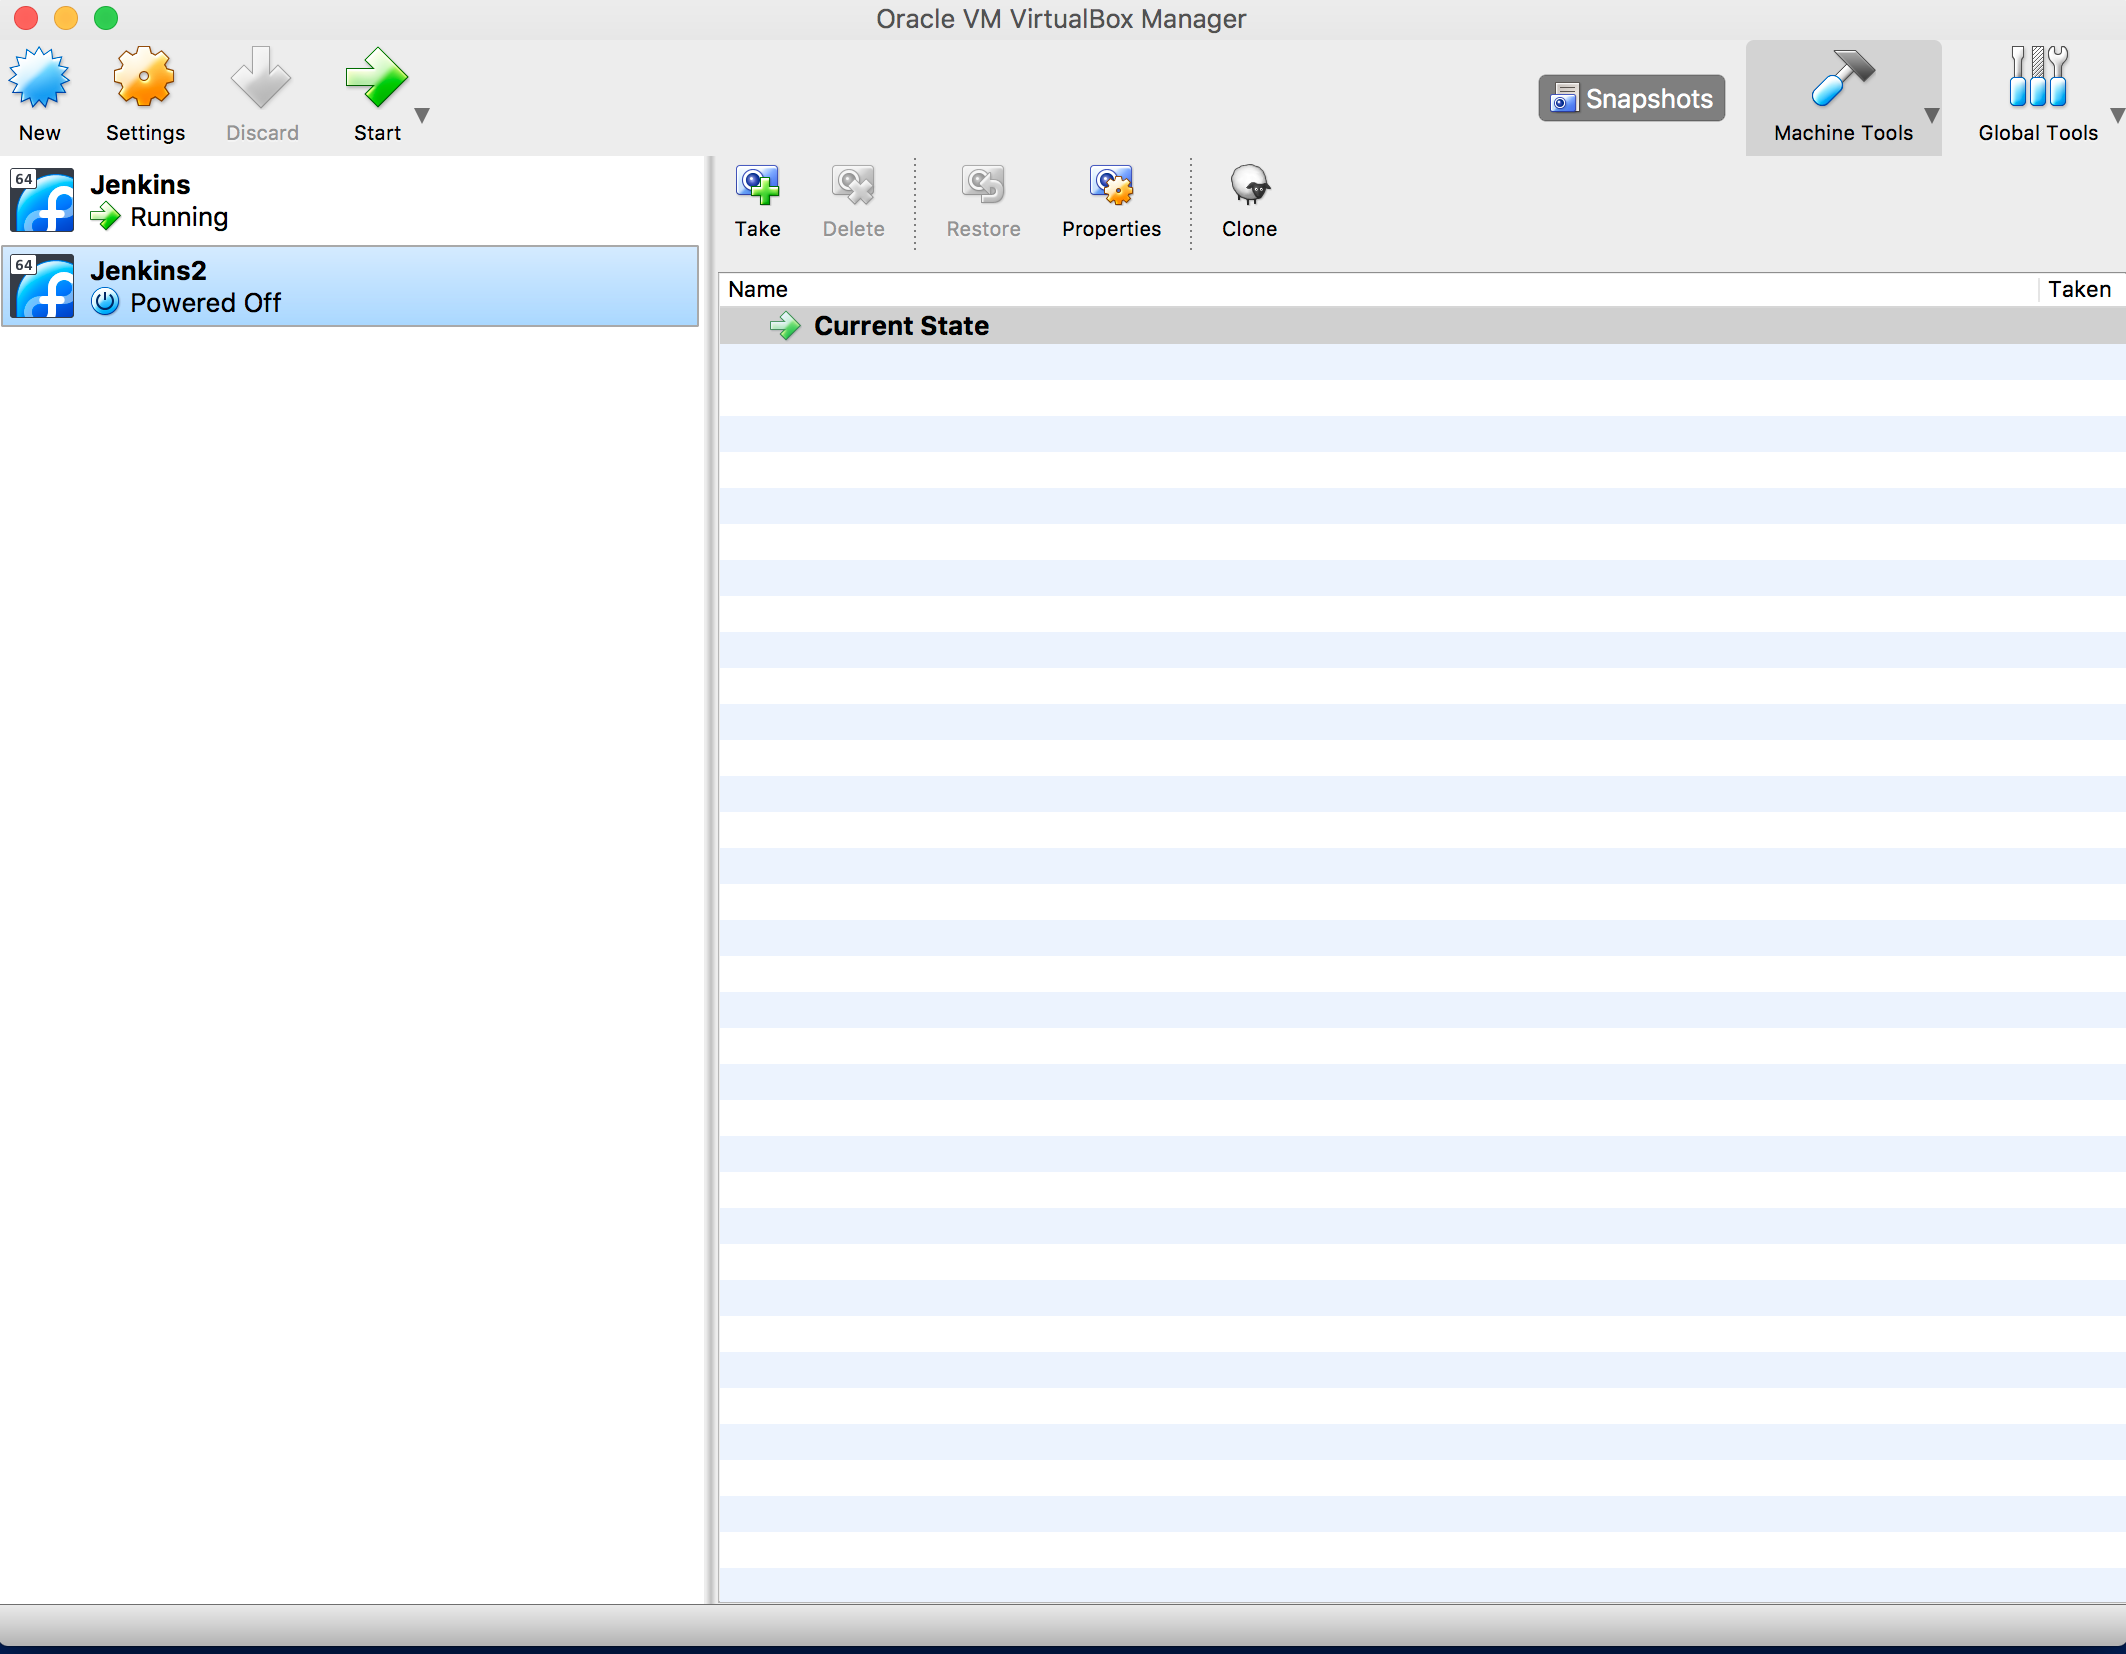 Oracle VM VirtualBox Manager
New
Settings
Discard
Start
Snapshots
Machine Tools
Global Tools
64
Jenkins
Running
64
Jenkins2
Powered Off
Take
Delete
Restore
Properties
Clone
Name
Taken
Current State